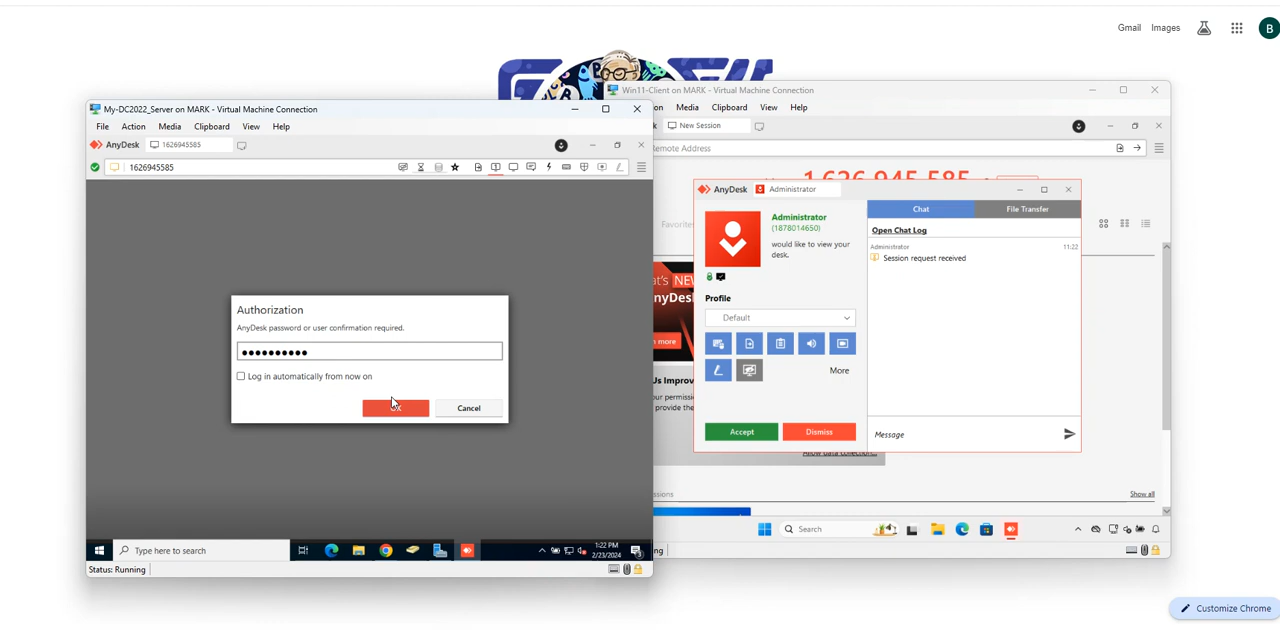 Gmail Images B
Win11-Client on MARK - Virtual Machine Connection
My-DC2022_Server on MARK - Virtual Machine Connection
Media Clipboard View Help
File Action Media Clipboard View Help
New Session
AnyDesk 1626945585
Remote Address
1626945585
1 626 945 585
AnyDesk Administrator
Chat File Transfer
Administrator
(1878014650)
would like to view your
desk.
Open Chat Log
Administrator 11:22
Session request received
Profile
Default
More
Authorization
AnyDesk password or user confirmation required.
●●●●●●●●●●
Log in automatically from now on
Cancel
Accept Dismiss
Message
Show all
Search
Type here to search
1:22 PM
2/23/2024
Status: Running
Customize Chrome